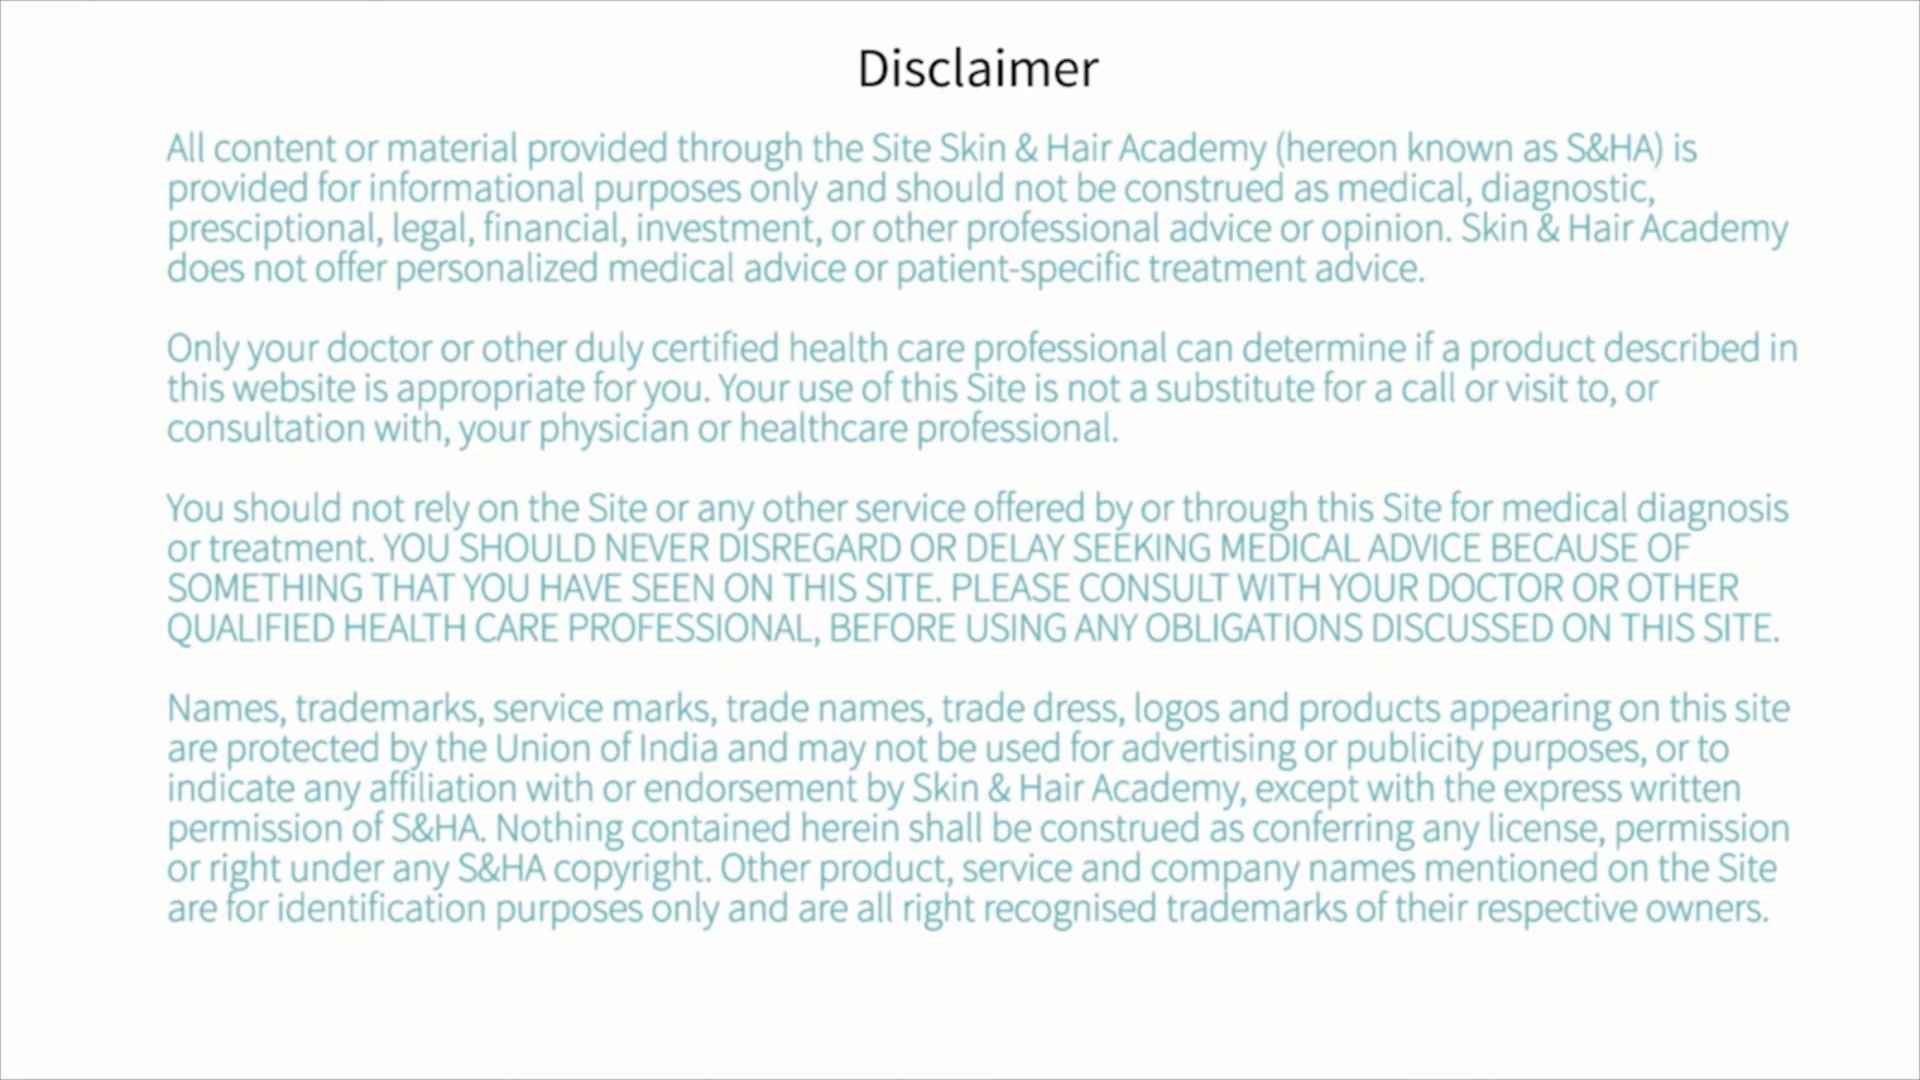 Disclaimer
All content or material provided through the Site Skin & Hair Academy (hereon known as S&HA) is
provided for informational purposes only and should not be construed as medical, diagnostic,
presciptional, legal, financial, investment, or other professional advice or opinion. Skin & Hair Academy
does not offer personalized medical advice or patient-specific treatment advice.
Only your doctor or other duly certified health care professional can determine if a product described in
this website is appropriate for you. Your use of this Site is not a substitute for a call or visit to, or
consultation with, your physician or healthcare professional.
You should not rely on the Site or any other service offered by or through this Site for medical diagnosis
or treatment. YOU SHOULD NEVER DISREGARD OR DELAY SEEKING MEDICAL ADVICE BECAUSE OF
SOMETHING THAT YOU HAVE SEEN ON THIS SITE. PLEASE CONSULT WITH YOUR DOCTOR OR OTHER
QUALIFIED HEALTH CARE PROFESSIONAL, BEFORE USING ANY OBLIGATIONS DISCUSSED ON THIS SITE.
Names, trademarks, service marks, trade names, trade dress, logos and products appearing on this site
are protected by the Union of India and may not be used for advertising or publicity purposes, or to
indicate any affiliation with or endorsement by Skin & Hair Academy, except with the express written
permission of S&HA. Nothing contained herein shall be construed as conferring any license, permission
or right under any S&HA copyright. Other product, service and company names mentioned on the Site
are for identification purposes only and are all right recognised trademarks of their respective owners.